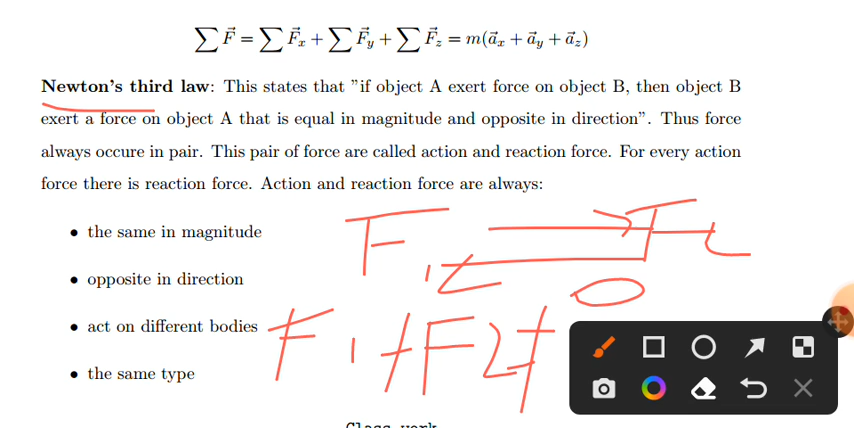 ∑F⃗ = ∑F⃗ₓ + ∑F⃗ᵧ + ∑F⃗_z = m(a⃗ₓ + a⃗ᵧ + a⃗_z)
Newton's third law: This states that "if object A exert force on object B, then object B
exert a force on object A that is equal in magnitude and opposite in direction". Thus force
always occure in pair. This pair of force are called action and reaction force. For every action
force there is reaction force. Action and reaction force are always:
• the same in magnitude
• opposite in direction
• act on different bodies
• the same type